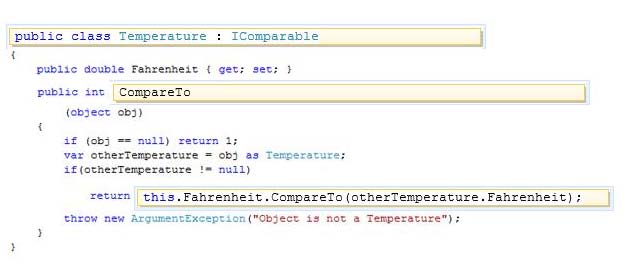 public class Temperature : IComparable
{
public double Fahrenheit { get; set; }
public int CompareTo
(object obj)
{
if (obj == null) return 1;
var otherTemperature = obj as Temperature;
if(otherTemperature != null)
return this.Fahrenheit.CompareTo(otherTemperature.Fahrenheit);
throw new ArgumentException("Object is not a Temperature");
}
}